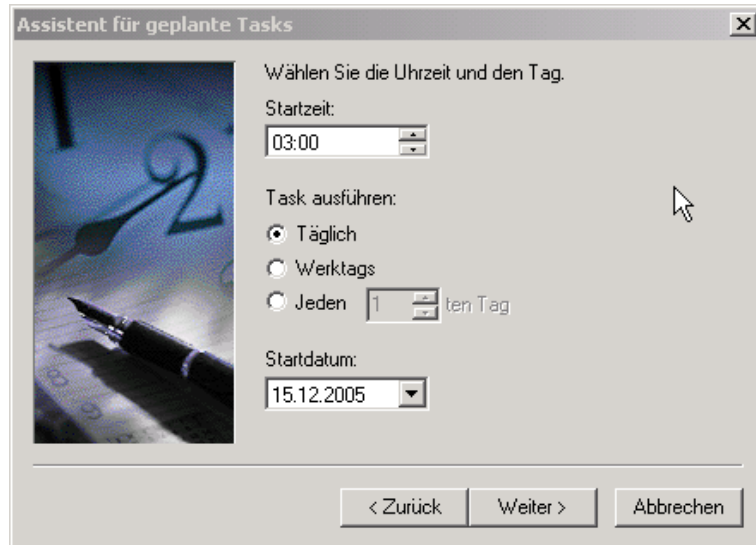 Assistent für geplante Tasks
Wählen Sie die Uhrzeit und den Tag.
Startzeit:
03:00
Task ausführen:
Täglich
Werktags
Jeden 1 ten Tag
Startdatum:
15.12.2005
< Zurück Weiter > Abbrechen